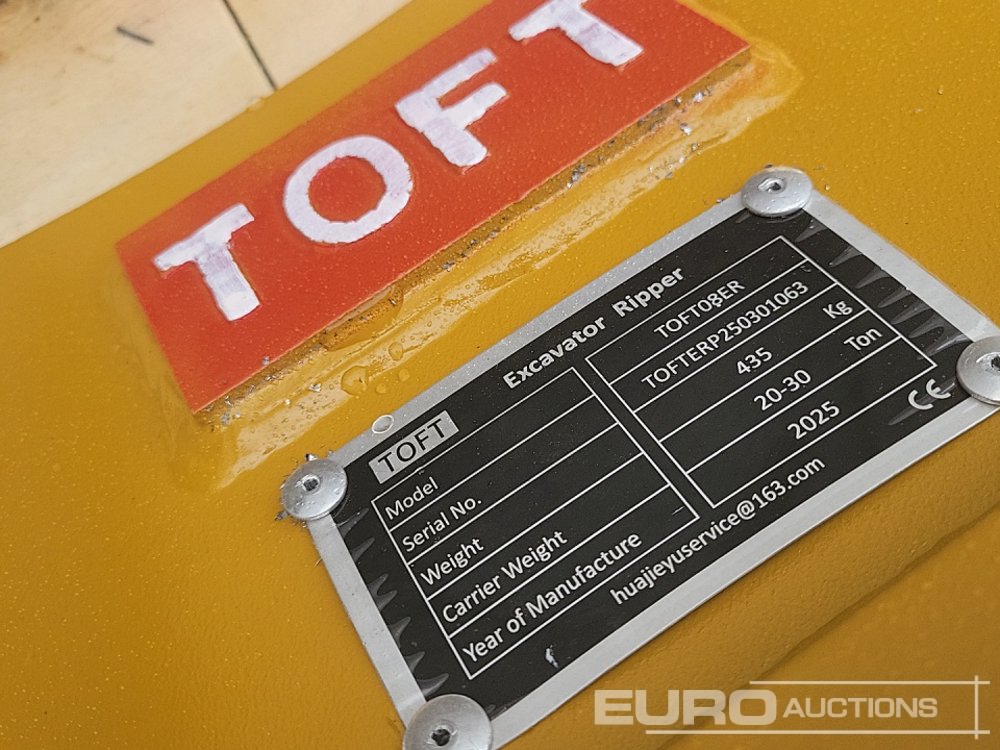 TOFT
Excavator Ripper
TOFT
Model TOFT08ER
Serial No. TOFTERP250301063
Weight 435 Kg
Carrier Weight 20-30 Ton
Year of Manufacture 2025
huajieyuservice@163.com CE
EURO AUCTIONS